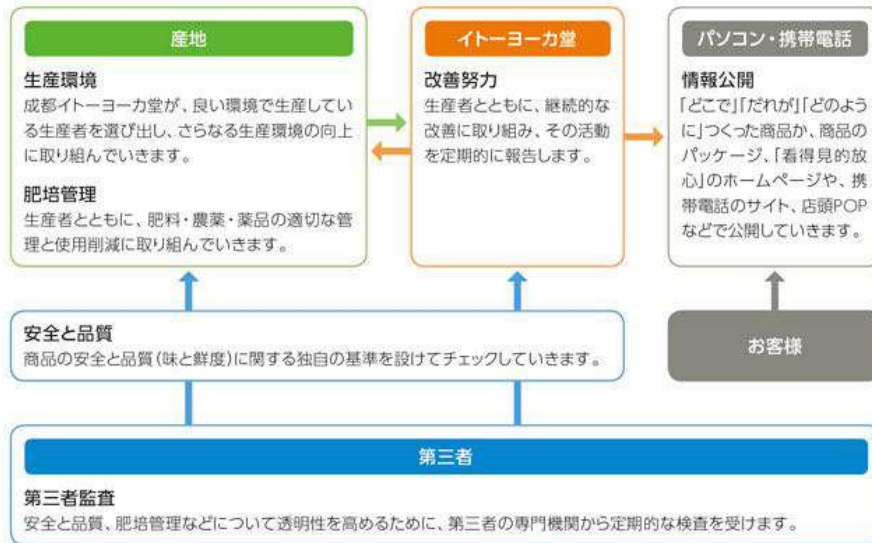 産地
生産環境
成都イトーヨーカ堂が、良い環境で生産してい
る生産者を選び出し、さらなる生産環境の向上
に取り組んでいきます。
肥培管理
生産者とともに、肥料・農薬・薬品の適切な管
理と使用削減に取り組んでいきます。
イトーヨーカ堂
改善努力
生産者とともに、継続的な
改善に取り組み、その活動
を定期的に報告します。
パソコン・携帯電話
情報公開
「どこで」「だれが」「どのよう
に」つくった商品か、商品の
パッケージ、「看得見的放
心」のホームページや、携
帯電話のサイト、店頭POP
などで公開していきます。
安全と品質
商品の安全と品質(味と鮮度)に関する独自の基準を設けてチェックしていきます。
お客様
第三者
第三者監査
安全と品質、肥培管理などについて透明性を高めるために、第三者の専門機関から定期的な検査を受けます。